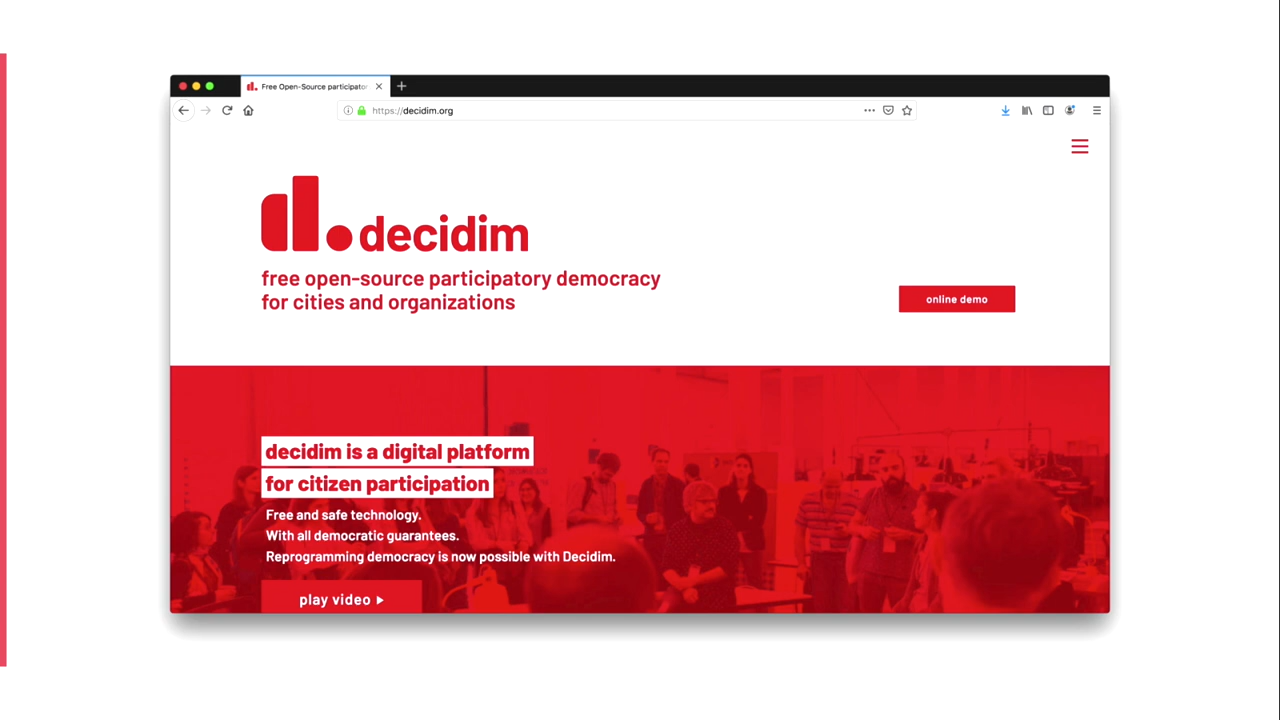 Free Open-Source participator
https://decidim.org
decidim
free open-source participatory democracy
for cities and organizations
online demo
decidim is a digital platform
for citizen participation
Free and safe technology.
With all democratic guarantees.
Reprogramming democracy is now possible with Decidim.
play video